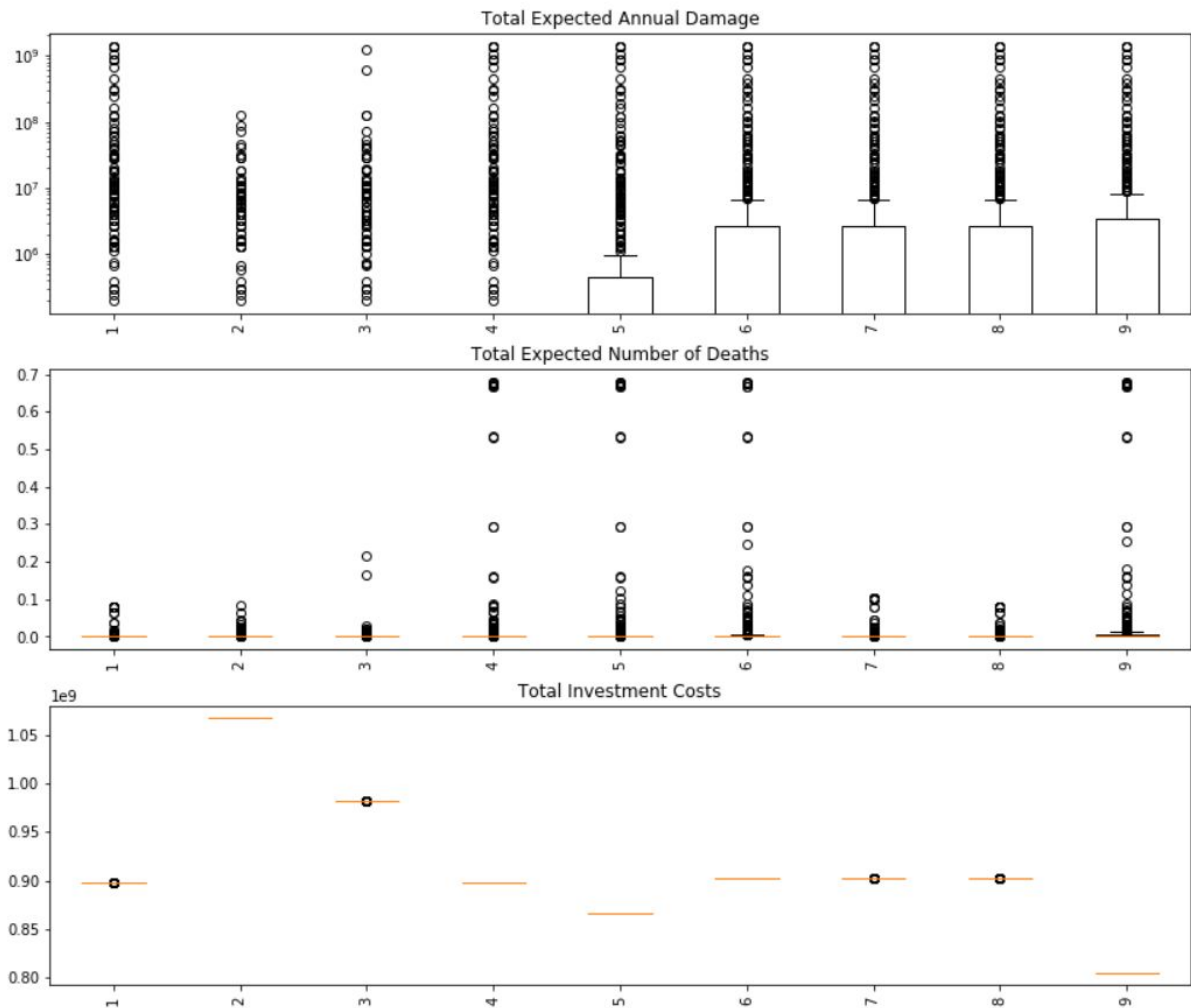 Total Expected Annual Damage
10⁹
10⁸
10⁷
10⁶
1 2 3 4 5 6 7 8 9
Total Expected Number of Deaths
0.7
0.6
0.5
0.4
0.3
0.2
0.1
0.0
1 2 3 4 5 6 7 8 9
1e9
Total Investment Costs
1.05
1.00
0.95
0.90
0.85
0.80
1 2 3 4 5 6 7 8 9